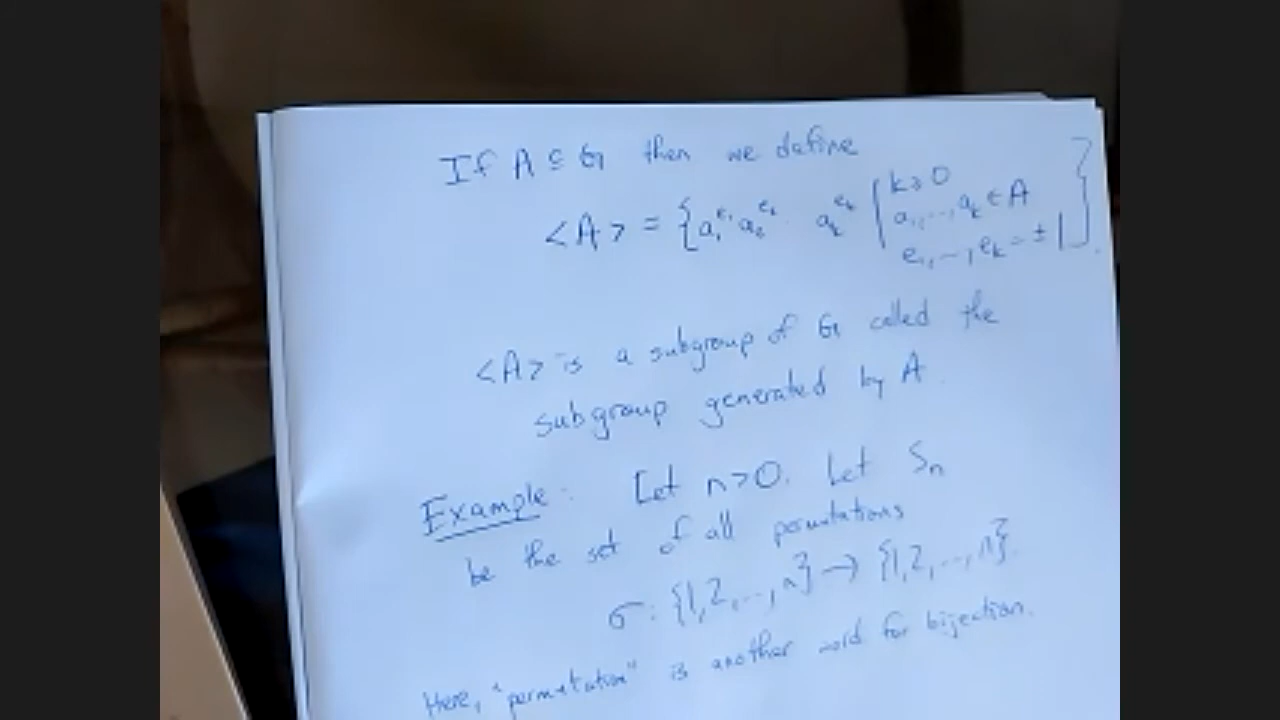 If A ⊆ G then we define
<A> = {a₁^e₁ a₂^e₂ … a_k^e_k | k ≥ 0
a₁, ..., a_k ∈ A
e₁, ..., e_k = ±1}.
<A> is a subgroup of G called the
subgroup generated by A.
Example: Let n>0. Let Sₙ
be the set of all permutations
σ: {1,2,...,n} → {1,2,...,n}.
Here, "permutation" is another word for bijection.